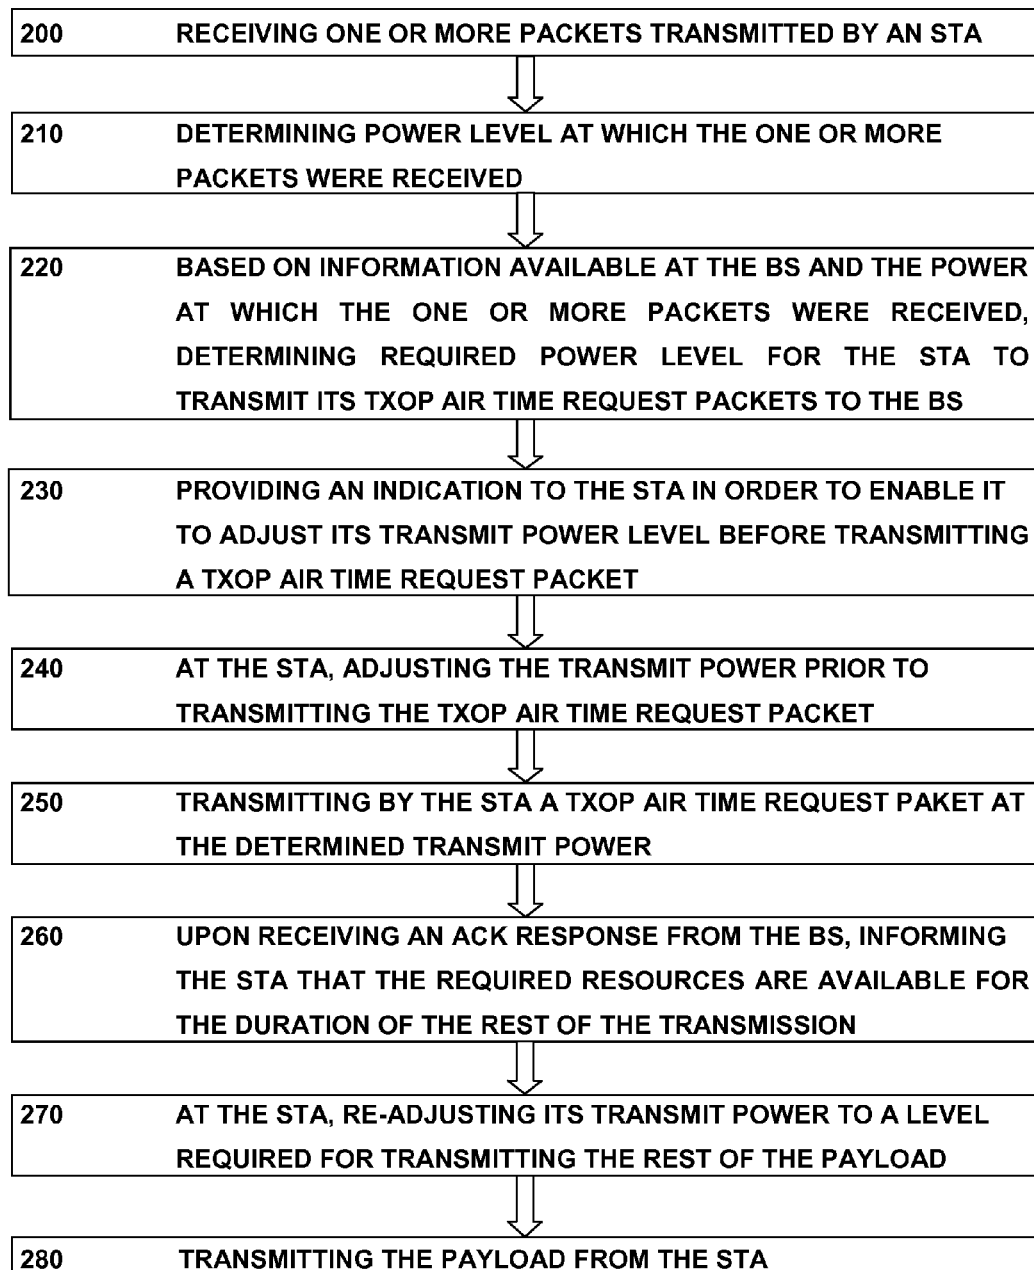 200 RECEIVING ONE OR MORE PACKETS TRANSMITTED BY AN STA
210 DETERMINING POWER LEVEL AT WHICH THE ONE OR MORE
PACKETS WERE RECEIVED
220 BASED ON INFORMATION AVAILABLE AT THE BS AND THE POWER
AT WHICH THE ONE OR MORE PACKETS WERE RECEIVED,
DETERMINING REQUIRED POWER LEVEL FOR THE STA TO
TRANSMIT ITS TXOP AIR TIME REQUEST PACKETS TO THE BS
230 PROVIDING AN INDICATION TO THE STA IN ORDER TO ENABLE IT
TO ADJUST ITS TRANSMIT POWER LEVEL BEFORE TRANSMITTING
A TXOP AIR TIME REQUEST PACKET
240 AT THE STA, ADJUSTING THE TRANSMIT POWER PRIOR TO
TRANSMITTING THE TXOP AIR TIME REQUEST PACKET
250 TRANSMITTING BY THE STA A TXOP AIR TIME REQUEST PAKET AT
THE DETERMINED TRANSMIT POWER
260 UPON RECEIVING AN ACK RESPONSE FROM THE BS, INFORMING
THE STA THAT THE REQUIRED RESOURCES ARE AVAILABLE FOR
THE DURATION OF THE REST OF THE TRANSMISSION
270 AT THE STA, RE-ADJUSTING ITS TRANSMIT POWER TO A LEVEL
REQUIRED FOR TRANSMITTING THE REST OF THE PAYLOAD
280 TRANSMITTING THE PAYLOAD FROM THE STA